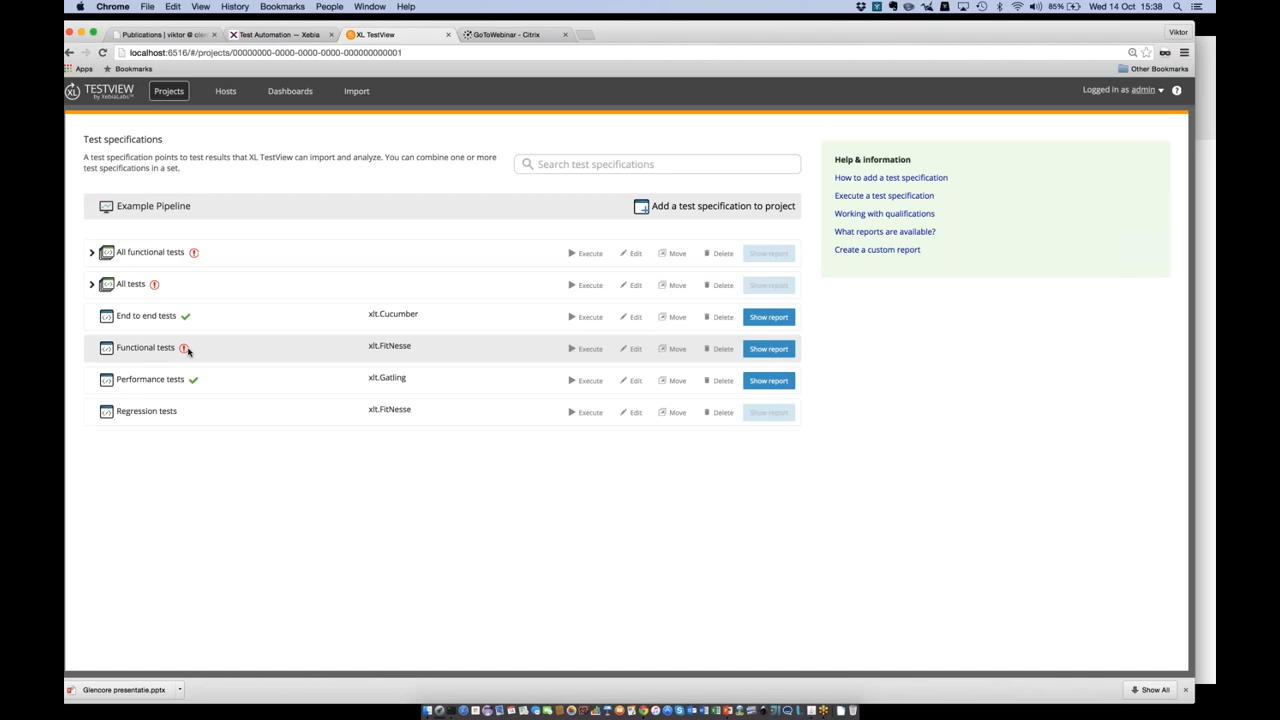 Chrome File Edit View History Bookmarks People Window Help 85% Wed 14 Oct 15:38
Publications | viktor @ glen Test Automation – Xebia XL TestView GoToWebinar - Citrix Viktor
localhost:6516/#/projects/00000000-0000-0000-0000-000000000001
Apps Bookmarks Other Bookmarks
XL TESTVIEW by XebiaLabs Projects Hosts Dashboards Import Logged in as admin ?
Test specifications
A test specification points to test results that XL TestView can import and analyze. You can combine one or more
test specifications in a set.
Search test specifications
Example Pipeline Add a test specification to project
All functional tests Execute Edit Move Delete Show report
All tests Execute Edit Move Delete Show report
End to end tests xlt.Cucumber Execute Edit Move Delete Show report
Functional tests xlt.FitNesse Execute Edit Move Delete Show report
Performance tests xlt.Gatling Execute Edit Move Delete Show report
Regression tests xlt.FitNesse Execute Edit Move Delete Show report
Help & information
How to add a test specification
Execute a test specification
Working with qualifications
What reports are available?
Create a custom report
Glencore presentatie.pptx Show All